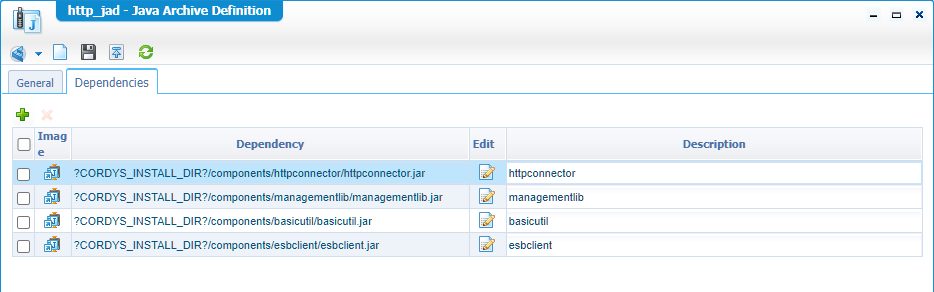 http_jad - Java Archive Definition
General
Dependencies
Imag
e
Dependency
Edit
Description
?CORDYS_INSTALL_DIR?/components/httpconnector/httpconnector.jar httpconnector
?CORDYS_INSTALL_DIR?/components/managementlib/managementlib.jar managementlib
?CORDYS_INSTALL_DIR?/components/basicutil/basicutil.jar basicutil
?CORDYS_INSTALL_DIR?/components/esbclient/esbclient.jar esbclient